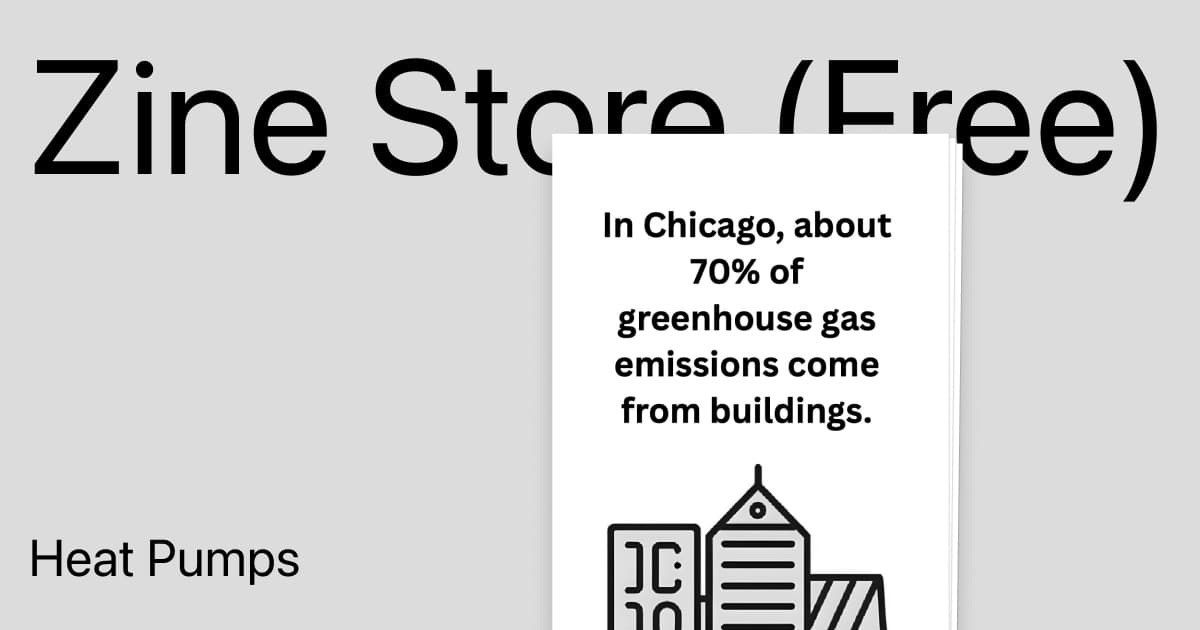 Zine Store (Free)
In Chicago, about
70% of
greenhouse gas
emissions come
from buildings.
Heat Pumps